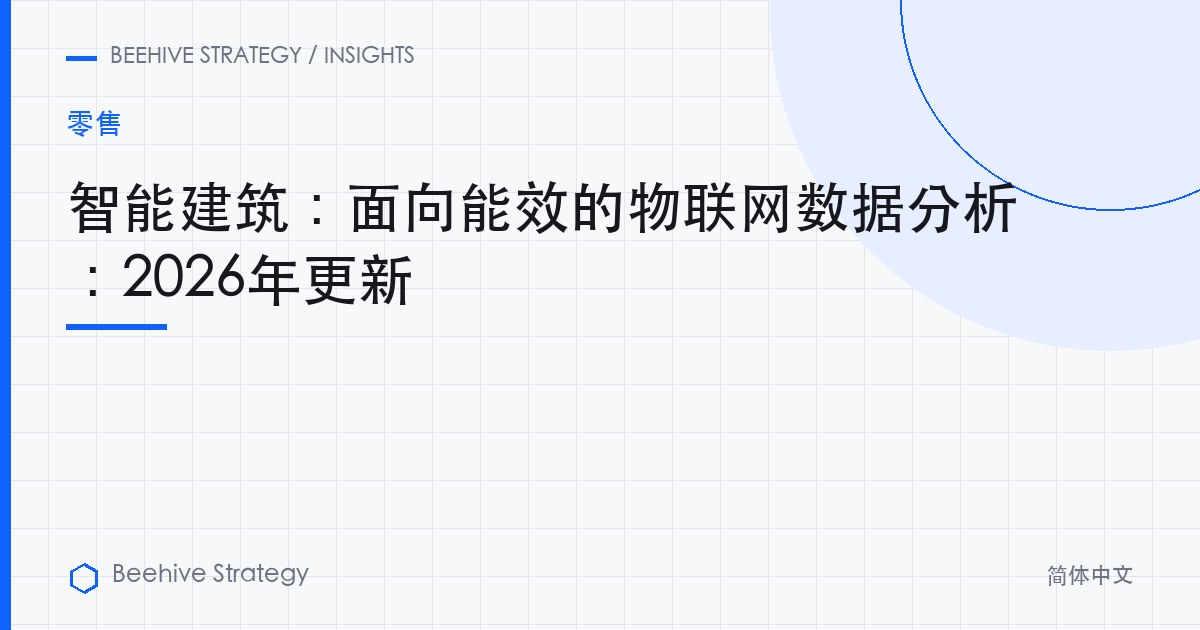 BEEHIVE STRATEGY / INSIGHTS
零售
智能建筑：面向能效的物联网数据分析
：2026年更新
Beehive Strategy
简体中文